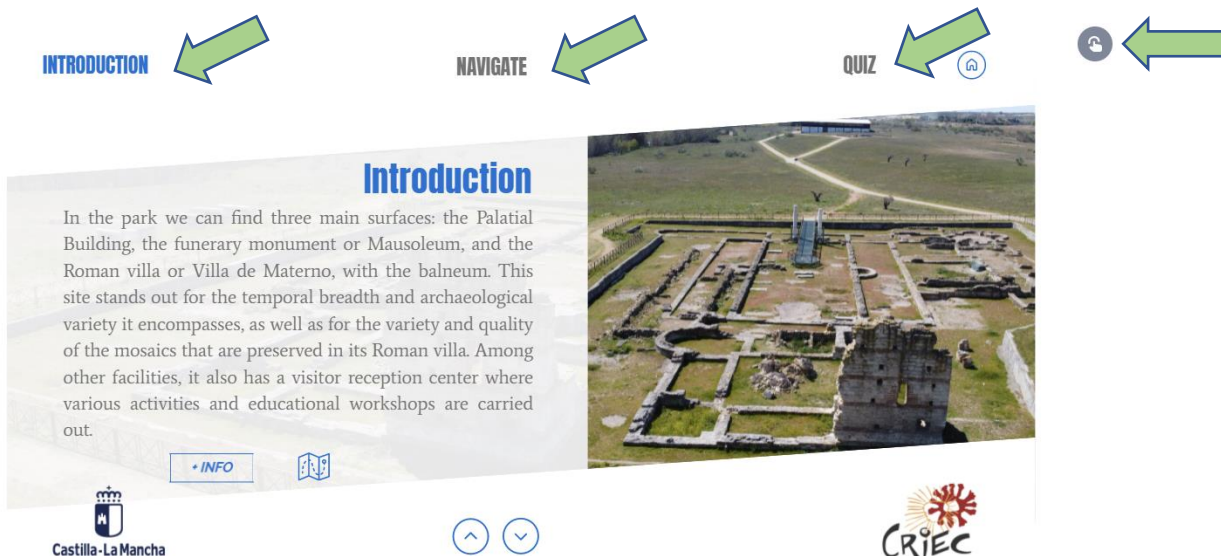 INTRODUCTION
NAVIGATE
QUIZ
Introduction
In the park we can find three main surfaces: the Palatial
Building, the funerary monument or Mausoleum, and the
Roman villa or Villa de Materno, with the balneum. This
site stands out for the temporal breadth and archaeological
variety it encompasses, as well as for the variety and quality
of the mosaics that are preserved in its Roman villa. Among
other facilities, it also has a visitor reception center where
various activities and educational workshops are carried
out.
+ INFO
Castilla-La Mancha
CRIEC